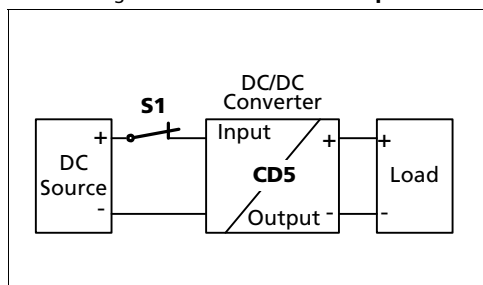 DC/DC
Converter
S1
Input
+
+
+
DC
Source
CD5
Load
-
Output
-
-